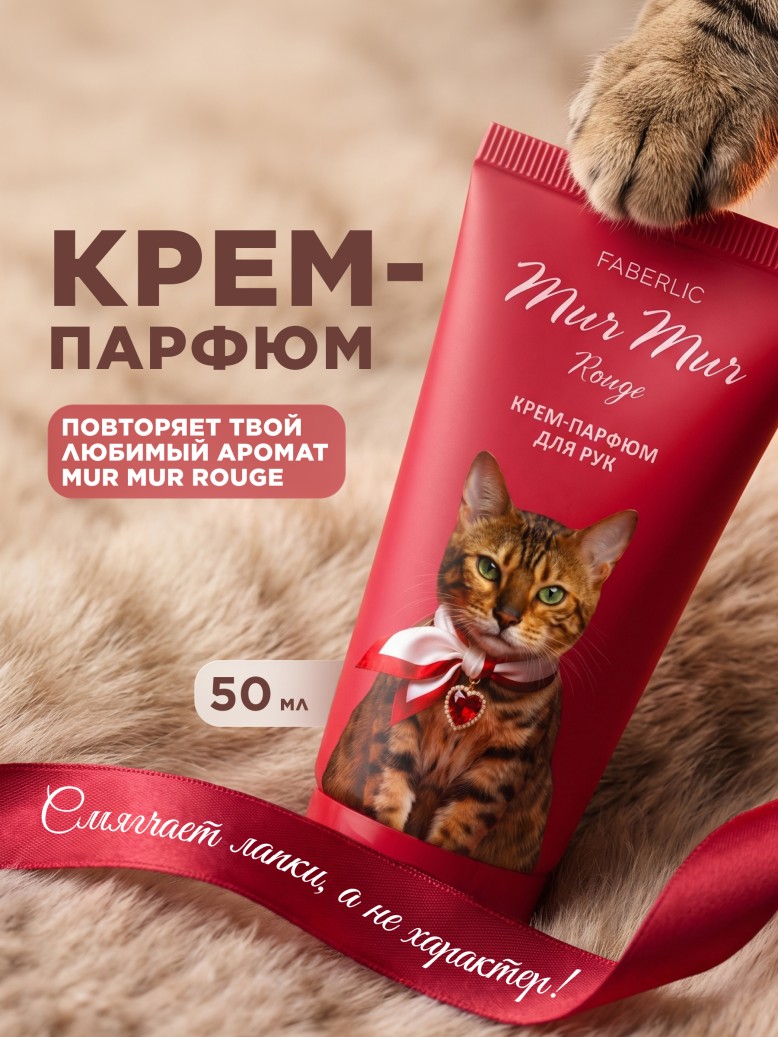 КРЕМ-
ПАРФЮМ
ПОВТОРЯЕТ ТВОЙ
ЛЮБИМЫЙ АРОМАТ
MUR MUR ROUGE
FABERLIC
Mur Mur
Rouge
КРЕМ-ПАРФЮМ
ДЛЯ РУК
50 мл
Смягчает лапки, а не характер!